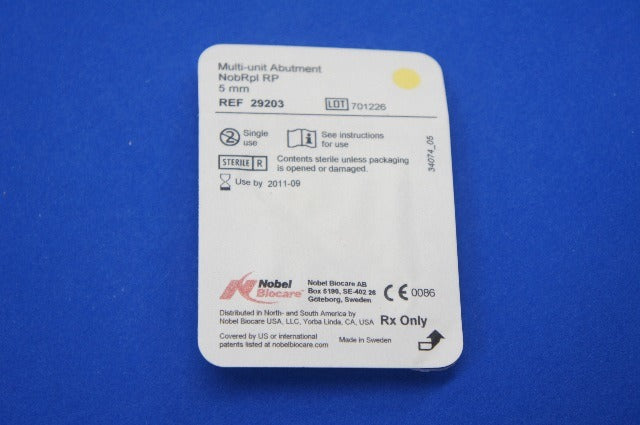 Multi-unit Abutment
NobRpl RP
5 mm
REF 29203 LOT 701226
2 Single use
i See instructions for use
STERILE R Contents sterile unless packaging is opened or damaged.
Use by 2011-09
34074_05
Nobel Biocare™
Nobel Biocare AB
Box 5190, SE-402 26
Göteborg, Sweden
CE 0086
Distributed in North- and South America by
Nobel Biocare USA, LLC, Yorba Linda, CA, USA Rx Only
Covered by US or international
patents listed at nobelbiocare.com
Made in Sweden